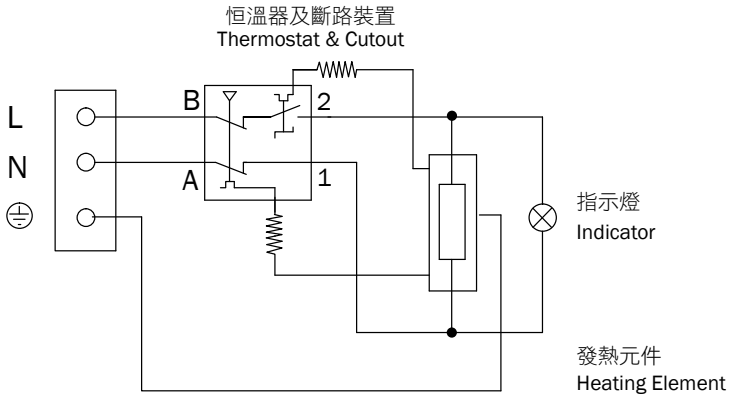 恒溫器及斷路裝置
Thermostat & Cutout
B
2
L
N
A
1
指示燈
Indicator
發熱元件
Heating Element